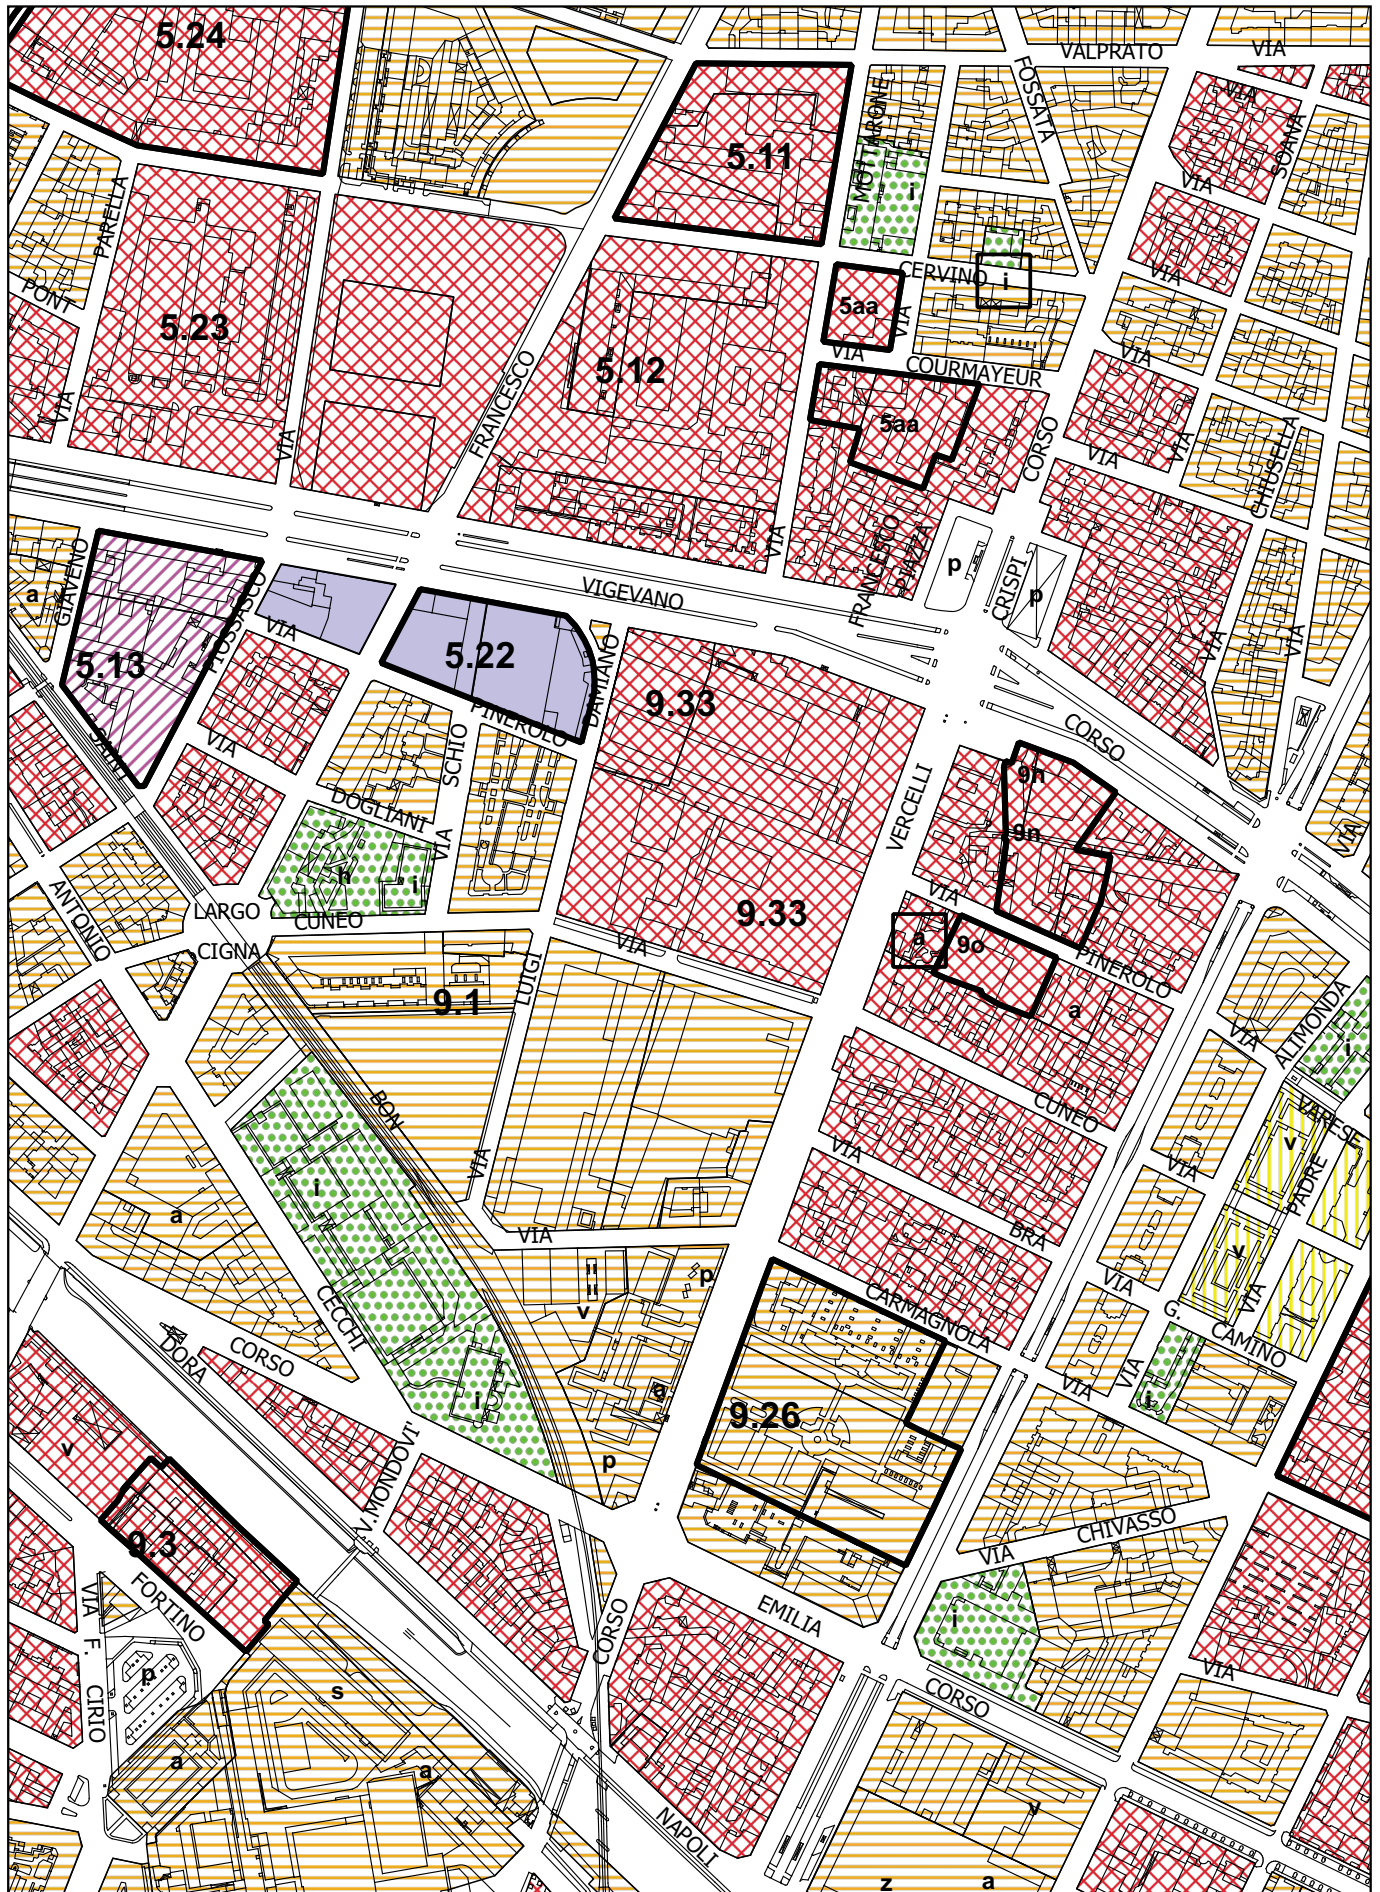 5.24
VALPRATO
VIA
FOSSATA
MOTTARONE
VIA
SOANA
5.11
VIA
PARELLA
i
CERVINO
i
VIA
PONT
5.23
5aa
VIA
VIA
COURMAYEUR
VIA
5.12
FRANCESCO
VIA
5aa
CORSO
VIA
VIA
CHIUSELLA
VIA
VIA
FRANCESCO
PIAZZA
p
CRISPI
p
GIAVENO
a
VIGEVANO
PIOSSASCO
VIA
5.13
5.22
DAMIANO
VIA
VIA
9.33
PINEROLO
SCHIO
VIA
SAINT
CORSO
9n
DOGLIANI
VIA
VERCELLI
9n
VIA
h
i
ANTONIO
LARGO
CUNEO
9.33
VIA
CIGNA
VIA
a
9o
PINEROLO
LUIGI
9.1
a
ALTIMONDA
VIA
i
BON
CUNEO
VARESE
v
VIA
VIA
VIA
PADRE
i
a
BRA
VIA
v
VIA
p
VIA
CECCHI
v
CARMAGNOLA
G.
CAMINO
DORA
CORSO
VIA
VIA
i
a
9.26
i
v
V.MONDOVI'
p
9.3
CHIVASSO
VIA
FORTINO
VIA F. CIRIO
CORSO
EMILIA
i
p
s
VIA
CORSO
a
a
v
NAPOLI
z
a